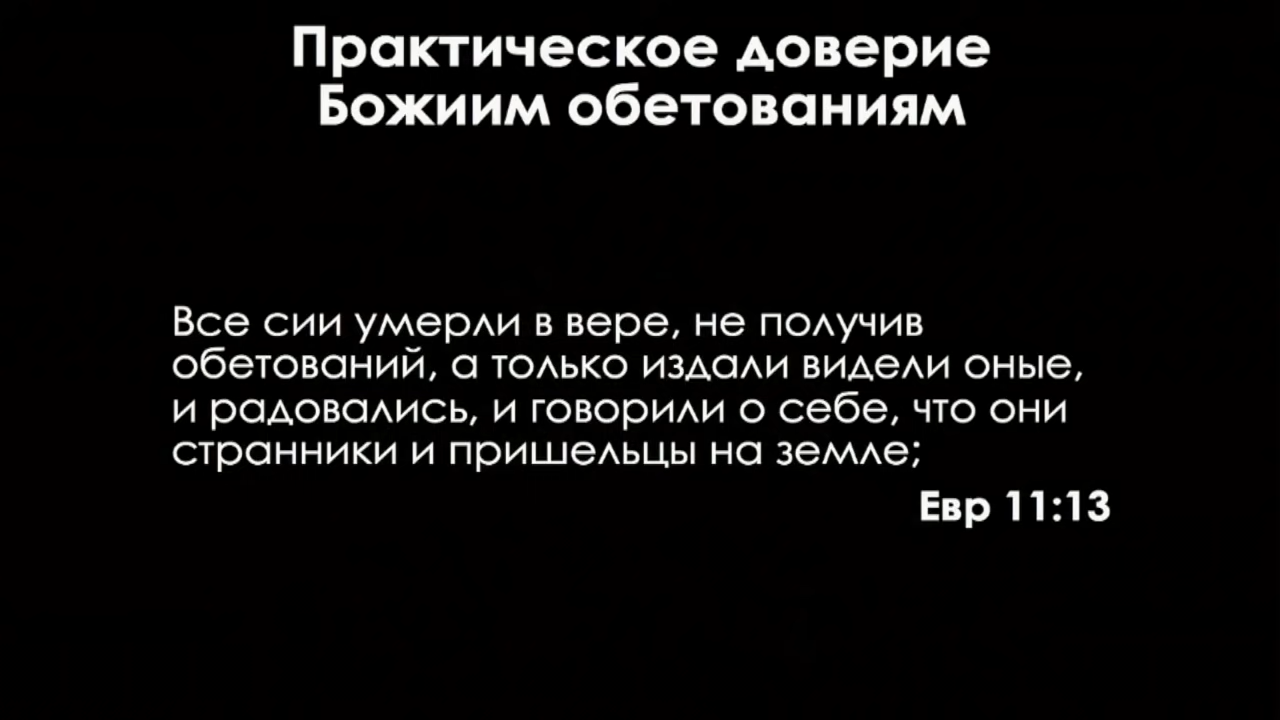 Практическое доверие
Божиим обетованиям
Все сии умерли в вере, не получив
обетований, а только издали видели оные,
и радовались, и говорили о себе, что они
странники и пришельцы на земле;
Евр 11:13